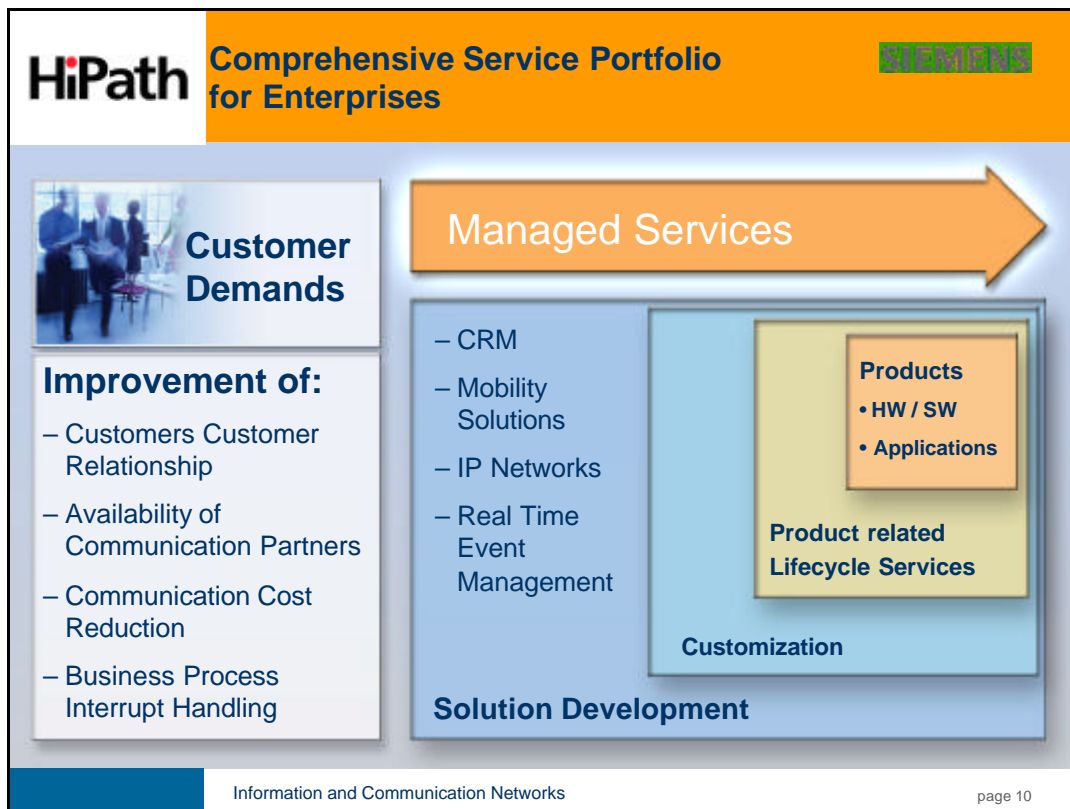 HiPath
Comprehensive Service Portfolio
for Enterprises
SIEMENS
Customer
Demands
Improvement of:
– Customers Customer
Relationship
– Availability of
Communication Partners
– Communication Cost
Reduction
– Business Process
Interrupt Handling
Managed Services
– CRM
– Mobility
Solutions
– IP Networks
– Real Time
Event
Management
Products
• HW / SW
• Applications
Product related
Lifecycle Services
Customization
Solution Development
Information and Communication Networks
page 10